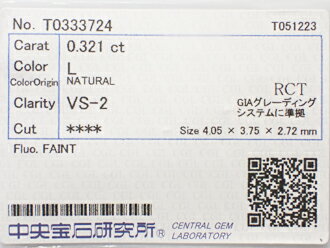 No. T0333724 T051223
Carat 0.321 ct
Color L
ColorOrigin NATURAL
RCT
Clarity VS-2
GIAグレーディング
システムに準拠
Cut ****
Size 4.05 × 3.75 × 2.72 mm
Fluo. FAINT
中央宝石研究所® CENTRAL GEM
LABORATORY